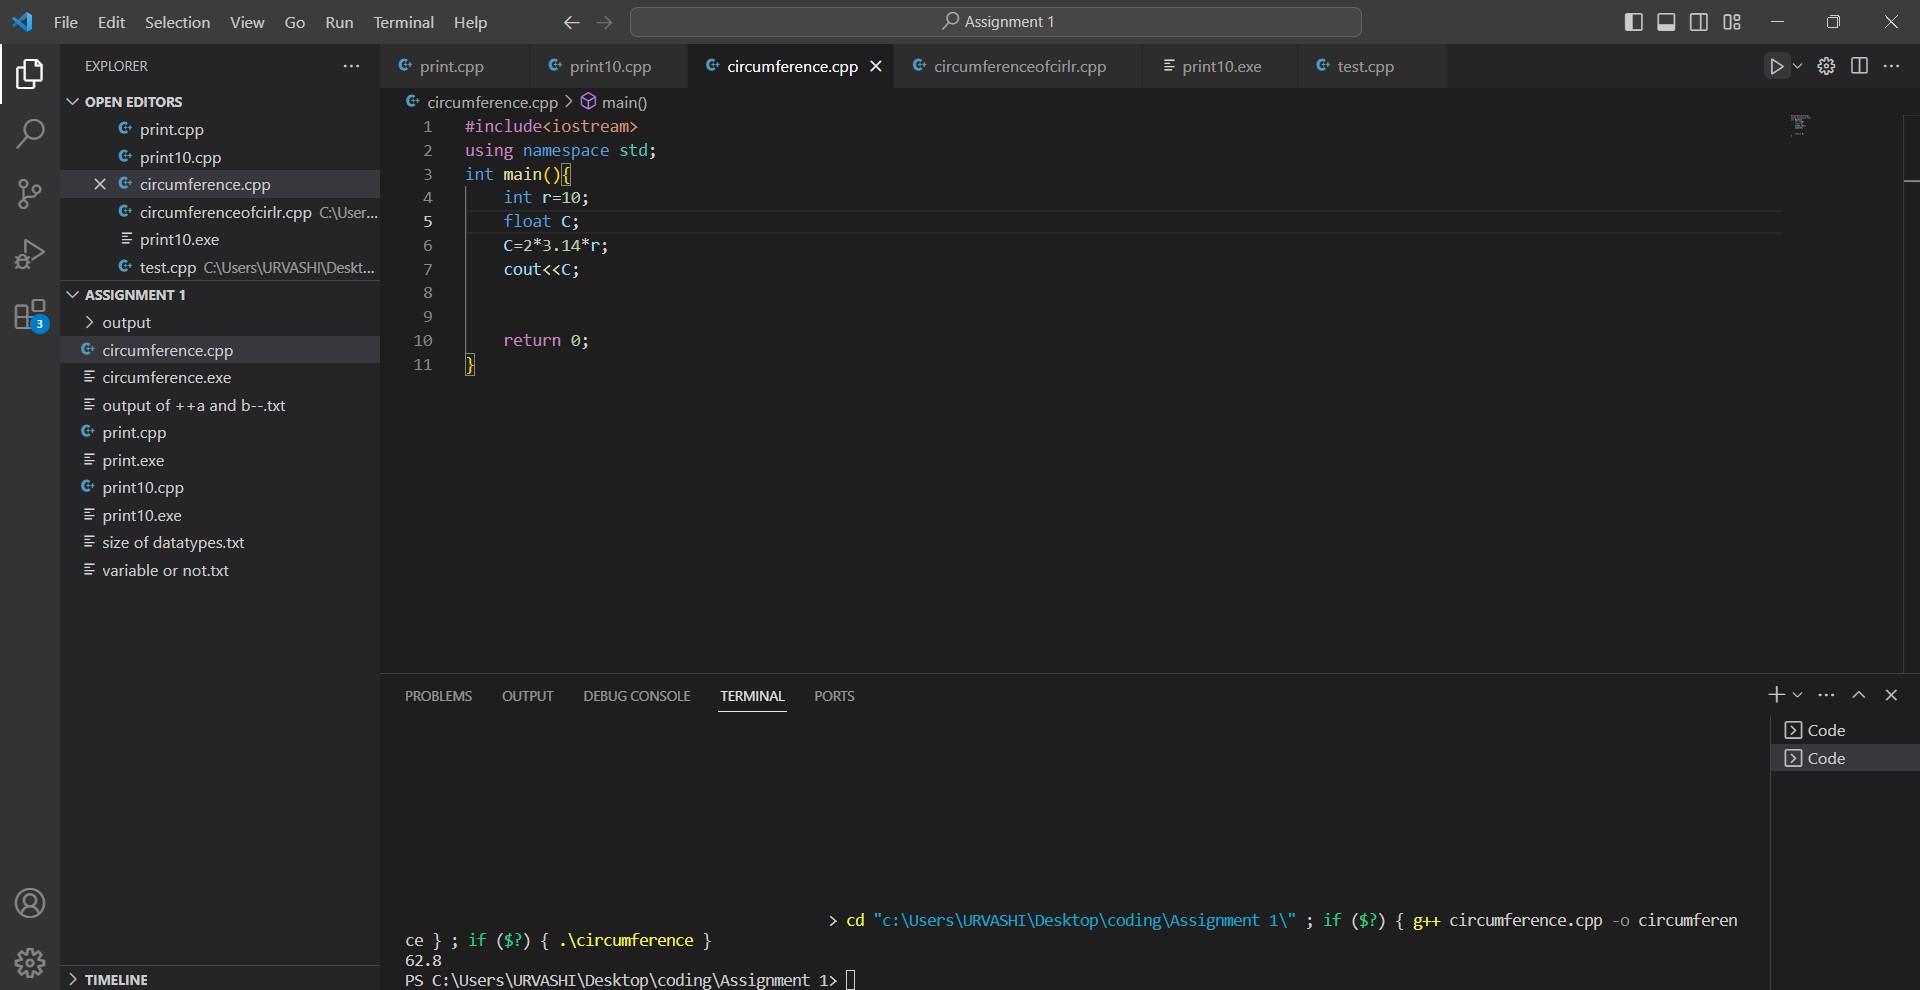 File Edit Selection View Go Run Terminal Help
Assignment 1
EXPLORER
OPEN EDITORS
print.cpp
print10.cpp
circumference.cpp
circumferenceofcirlr.cpp C:\User...
print10.exe
test.cpp C:\Users\URVASHI\Deskt...
ASSIGNMENT 1
output
circumference.cpp
circumference.exe
output of ++a and b--.txt
print.cpp
print.exe
print10.cpp
print10.exe
size of datatypes.txt
variable or not.txt
TIMELINE
3
print.cpp print10.cpp circumference.cpp circumferenceofcirlr.cpp print10.exe test.cpp
circumference.cpp > main()
1 #include<iostream>
2 using namespace std;
3 int main(){
4 int r=10;
5 float C;
6 C=2*3.14*r;
7 cout<<C;
8
9
10 return 0;
11 }
PROBLEMS OUTPUT DEBUG CONSOLE TERMINAL PORTS
Code
Code
> cd "c:\Users\URVASHI\Desktop\coding\Assignment 1\" ; if ($?) { g++ circumference.cpp -o circumferen
ce } ; if ($?) { .\circumference }
62.8
PS C:\Users\URVASHI\Desktop\coding\Assignment 1>